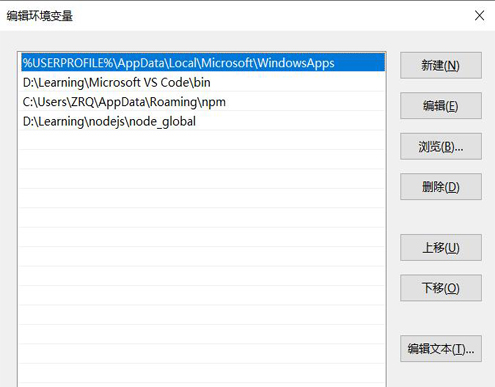 编辑环境变量
%USERPROFILE%\AppData\Local\Microsoft\WindowsApps
D:\Learning\Microsoft VS Code\bin
C:\Users\ZRQ\AppData\Roaming\npm
D:\Learning\nodejs\node_global
新建(N)
编辑(E)
浏览(B)...
删除(D)
上移(U)
下移(O)
编辑文本(T)...